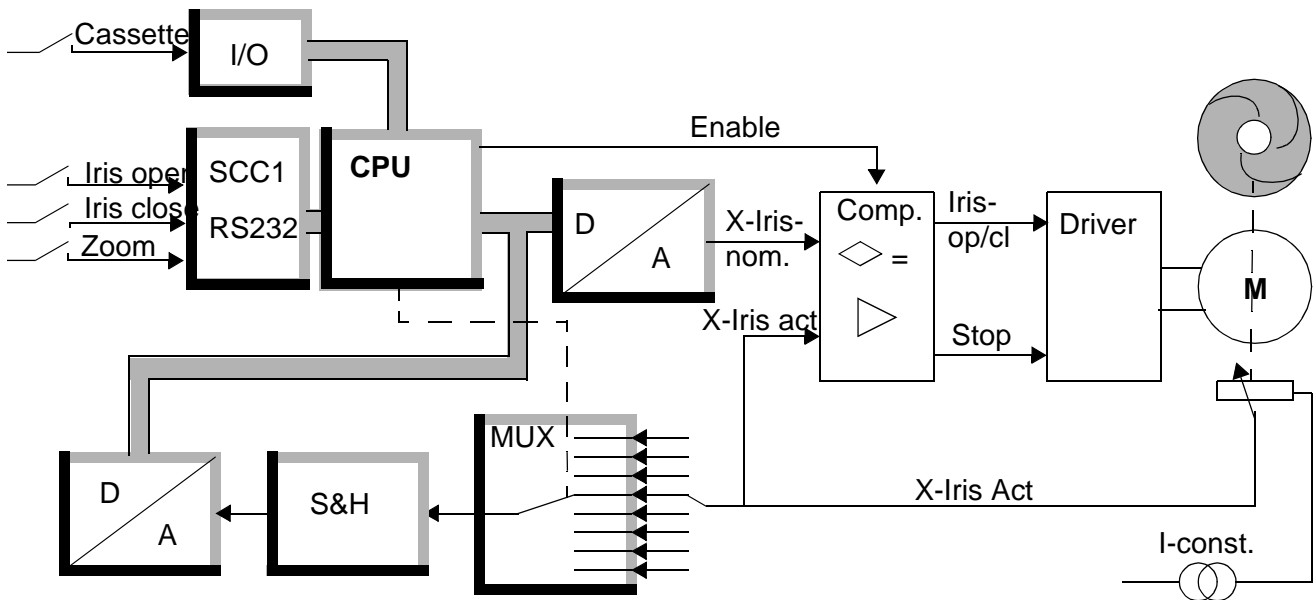 Cassette
I/O
Enable
Iris open
Iris close
Zoom
SCC1
RS232
CPU
D
A
X-Iris-
nom.
X-Iris act
Comp.
=
Iris-
op/cl
Stop
Driver
M
MUX
D
A
S&H
X-Iris Act
I-const.